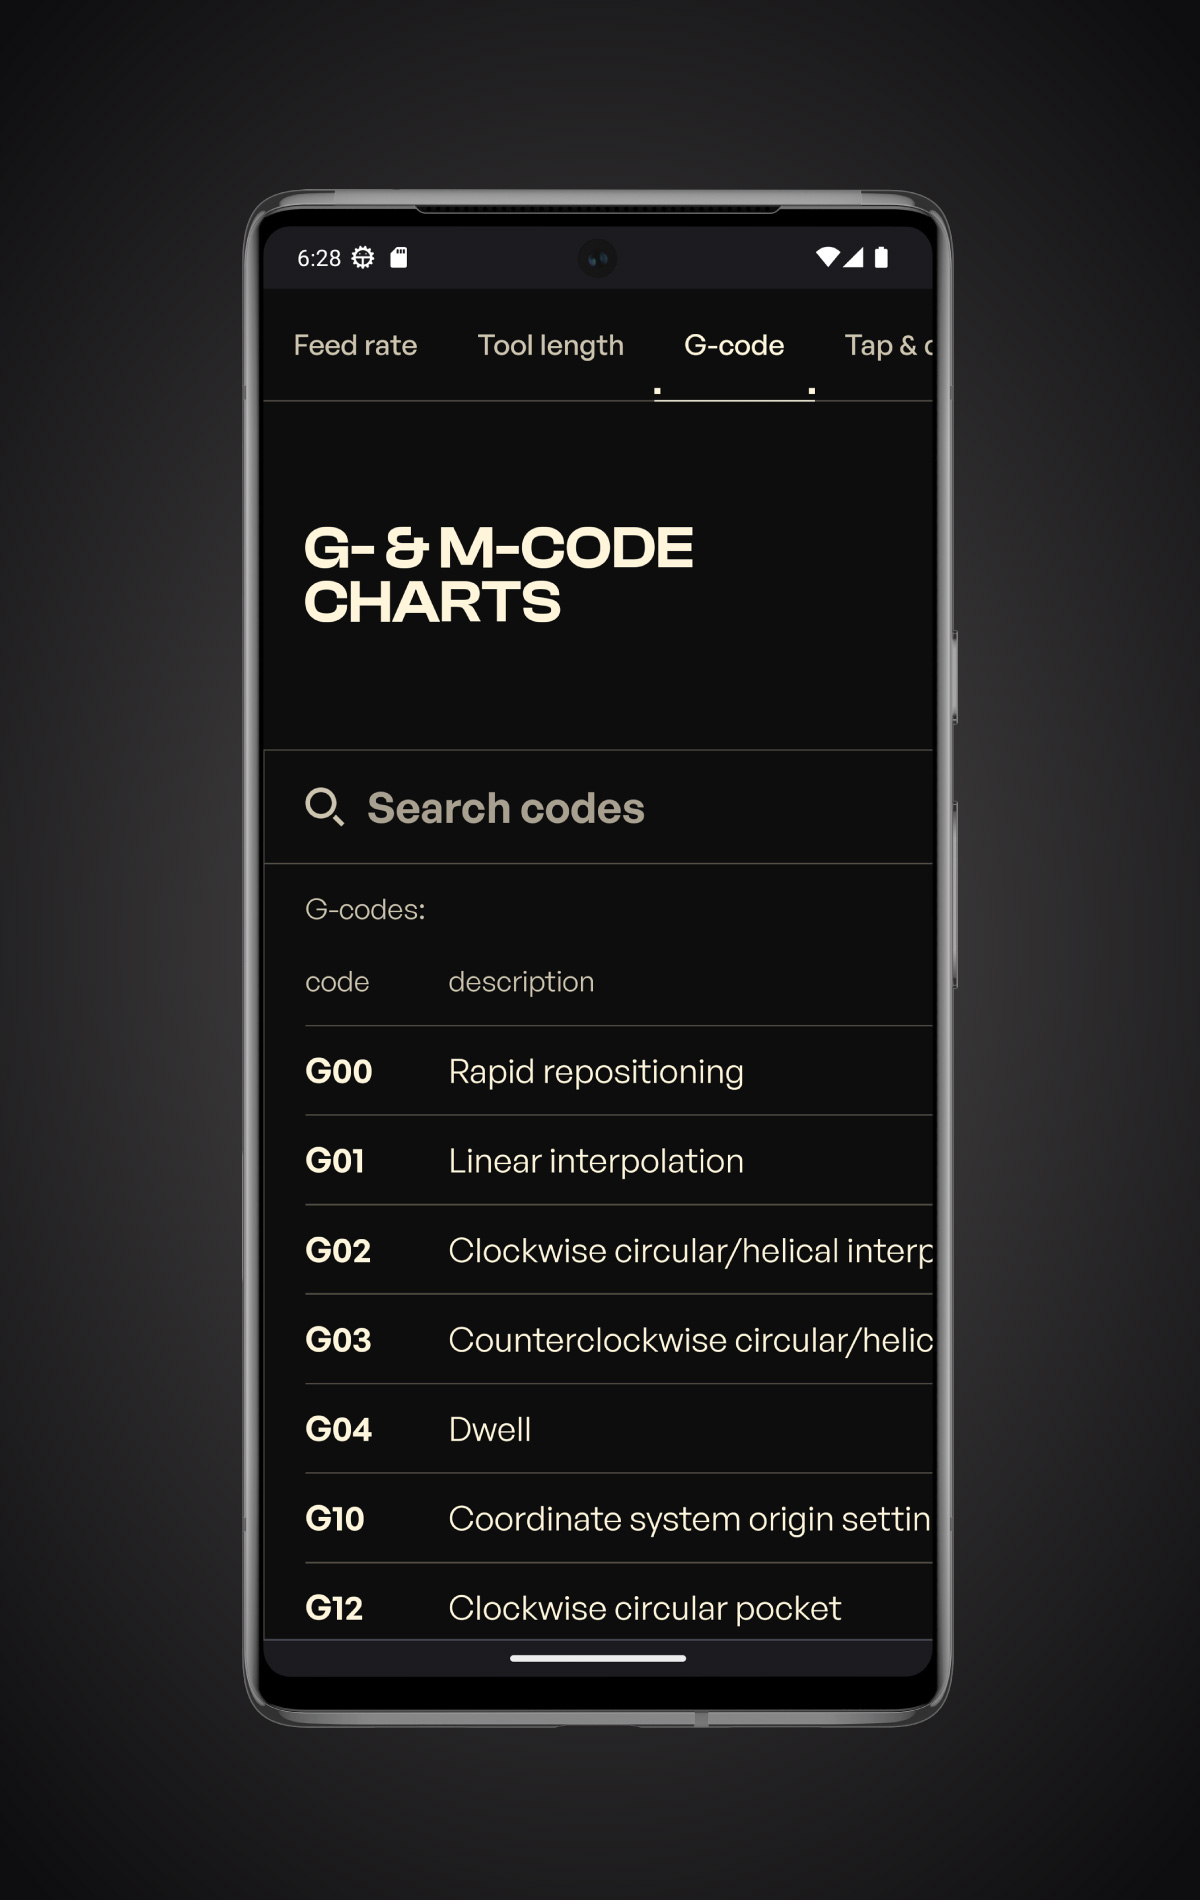 6:28
Feed rate Tool length G-code Tap &
G- & M-CODE
CHARTS
Search codes
G-codes:
code description
G00 Rapid repositioning
G01 Linear interpolation
G02 Clockwise circular/helical interp
G03 Counterclockwise circular/helic
G04 Dwell
G10 Coordinate system origin settin
G12 Clockwise circular pocket